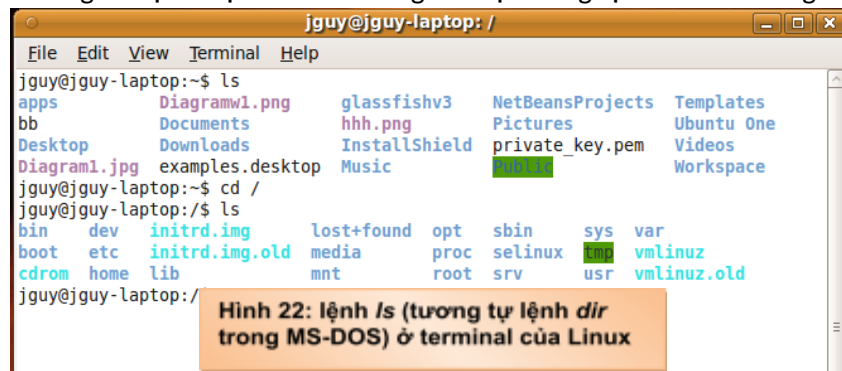 jguy@jguy-laptop: /
File Edit View Terminal Help
jguy@jguy-laptop:~$ ls
apps Diagramw1.png glassfishv3 NetBeansProjects Templates
bb Documents hhh.png Pictures Ubuntu One
Desktop Downloads InstallShield private_key.pem Videos
Diagram1.jpg examples.desktop Music Public Workspace
jguy@jguy-laptop:~$ cd /
jguy@jguy-laptop:/$ ls
bin dev initrd.img lost+found opt sbin sys var
boot etc initrd.img.old media proc selinux tmp vmlinuz
cdrom home lib mnt root srv usr vmlinuz.old
jguy@jguy-laptop:/
Hình 22: lệnh ls (tương tự lệnh dir
trong MS-DOS) ở terminal của Linux